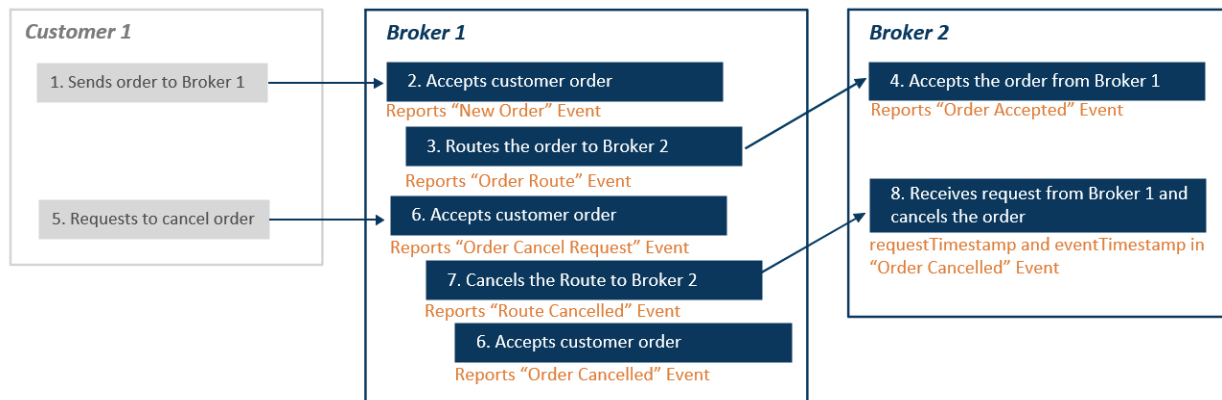 Customer 1
1. Sends order to Broker 1
5. Requests to cancel order
Broker 1
2. Accepts customer order
Reports “New Order” Event
3. Routes the order to Broker 2
Reports “Order Route” Event
6. Accepts customer order
Reports “Order Cancel Request” Event
7. Cancels the Route to Broker 2
Reports “Route Cancelled” Event
6. Accepts customer order
Reports “Order Cancelled” Event
Broker 2
4. Accepts the order from Broker 1
Reports “Order Accepted” Event
8. Receives request from Broker 1 and
cancels the order
requestTimestamp and eventTimestamp in
“Order Cancelled” Event